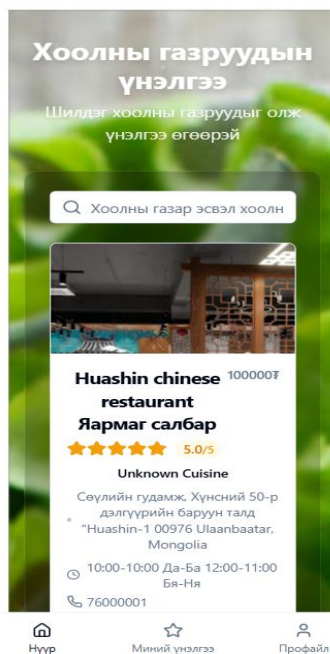 Хоолны газруудын
үнэлгээ
Шилдэг хоолны газруудыг олж
үнэлгээ өгөөрэй
Хоолны газар эсвэл хоолн
Huashin chinese 100000₮
restaurant
Яармаг салбар
5.0/5
Unknown Cuisine
Сөүлийн гудамж, Хүнсний 50-р
дэлгүүрийн баруун талд
"Huashin-1 00976 Ulaanbaatar,
Mongolia
10:00-10:00 Да-Ба 12:00-11:00
Бя-Ня
76000001
Нүүр Миний үнэлгээ Профайл